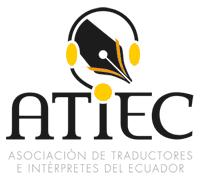 ATIEC
ASOCIACIÓN DE TRADUCTORES
E INTÉRPRETES DEL ECUADOR